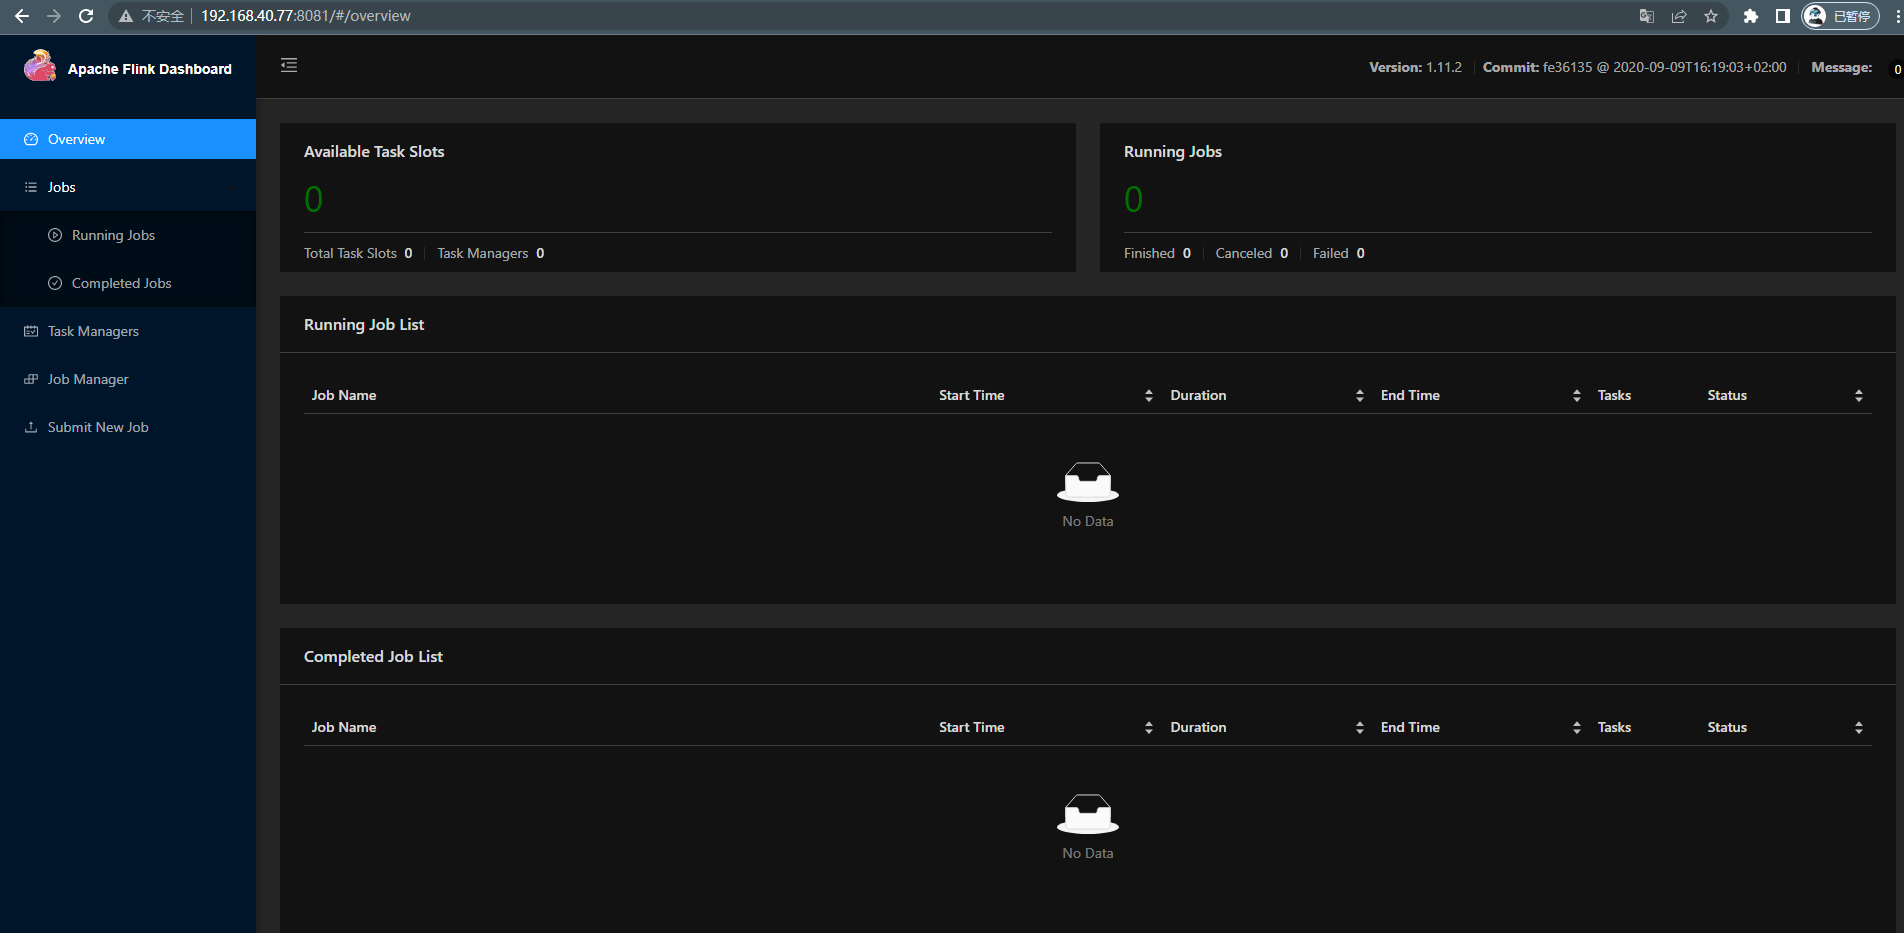 不安全 192.168.40.77:8081/#/overview 已暂停
Apache Flink Dashboard
Version: 1.11.2 Commit: fe36135 @ 2020-09-09T16:19:03+02:00 Message: 0
Overview
Jobs
Running Jobs
Completed Jobs
Task Managers
Job Manager
Submit New Job
Available Task Slots
0
Total Task Slots 0 Task Managers 0
Running Jobs
0
Finished 0 Canceled 0 Failed 0
Running Job List
Job Name Start Time Duration End Time Tasks Status
No Data
Completed Job List
Job Name Start Time Duration End Time Tasks Status
No Data